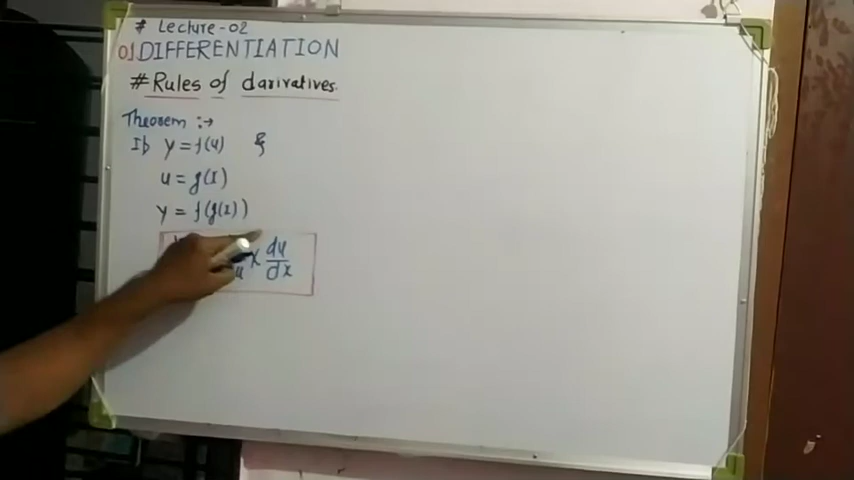 # Lecture-02
01 DIFFERENTIATION
# Rules of darivatives.
Theorem :→
If y = f(u) &
u = g(x)
y = f(g(x))
u x du/dx